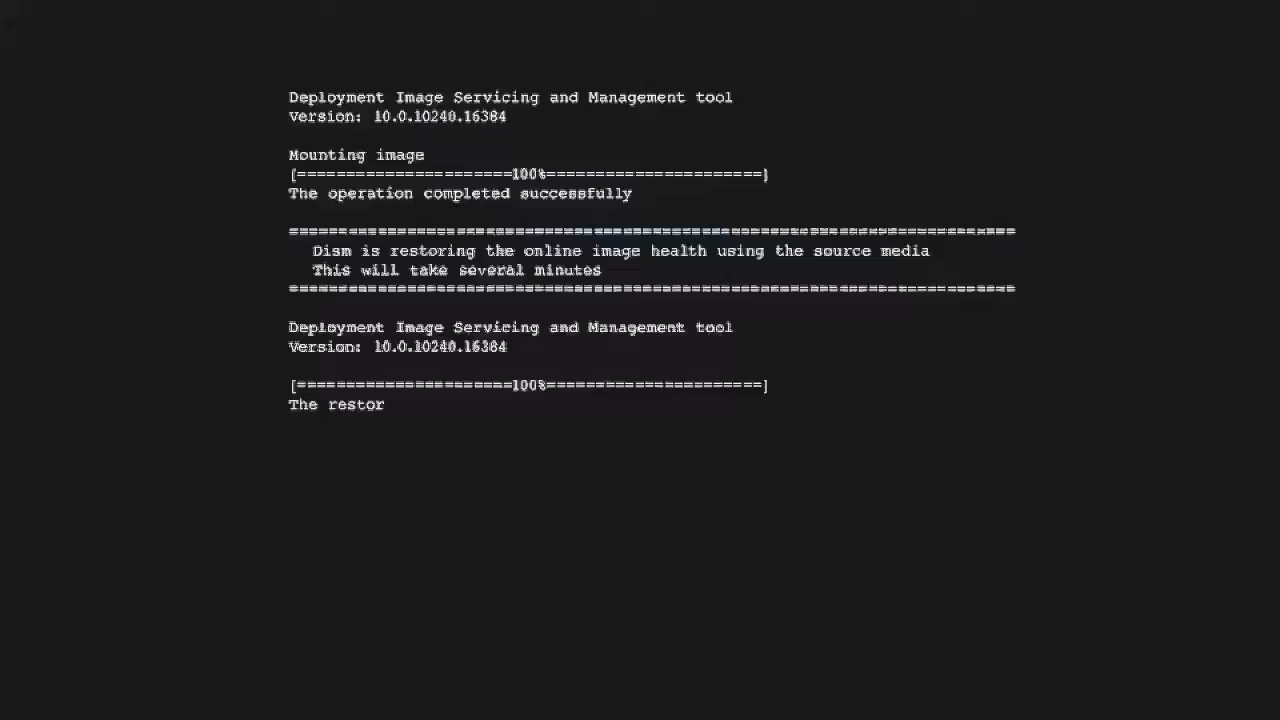 Deployment Image Servicing and Management tool
Version: 10.0.10240.16384
Mounting image
[======================100%======================]
The operation completed successfully
===========================================================================
Dism is restoring the online image health using the source media
This will take several minutes
===========================================================================
Deployment Image Servicing and Management tool
Version: 10.0.10240.16384
[======================100%======================]
The restor